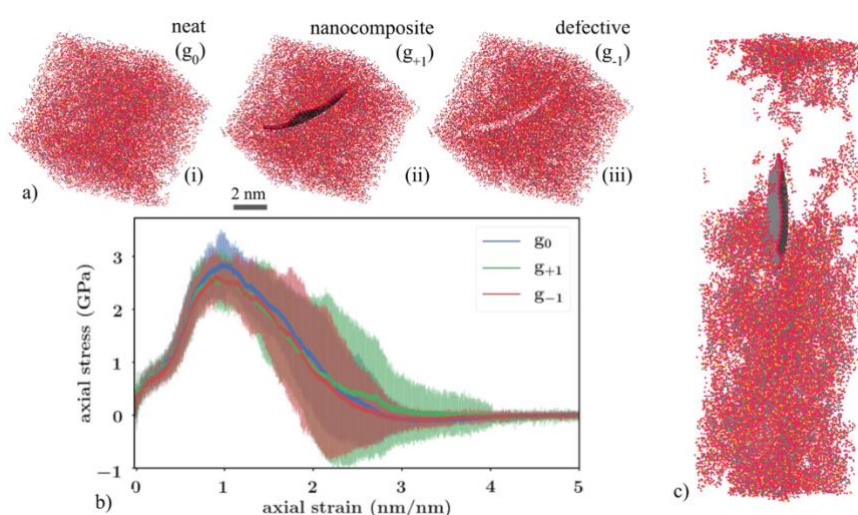 neat
(g0)
nanocomposite
(g+1)
defective
(g-1)
a)
(i)
(ii)
(iii)
2 nm
axial stress (GPa)
3
2
1
0
−1
g0
g+1
g−1
0
1
2
3
4
5
b)
axial strain (nm/nm)
c)